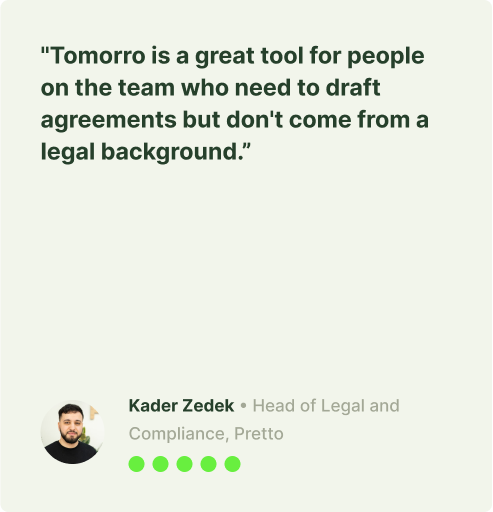 "Tomorro is a great tool for people
on the team who need to draft
agreements but don't come from a
legal background.”
Kader Zedek • Head of Legal and
Compliance, Pretto